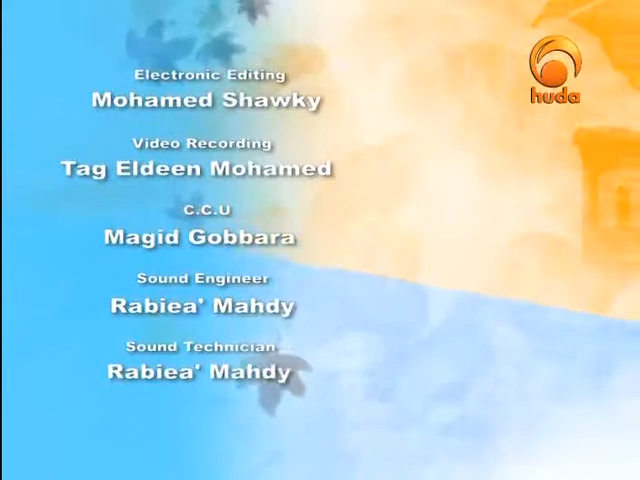 huda
Electronic Editing
Mohamed Shawky
Video Recording
Tag Eldeen Mohamed
C.C.U
Magid Gobbara
Sound Engineer
Rabiea' Mahdy
Sound Technician
Rabiea' Mahdy